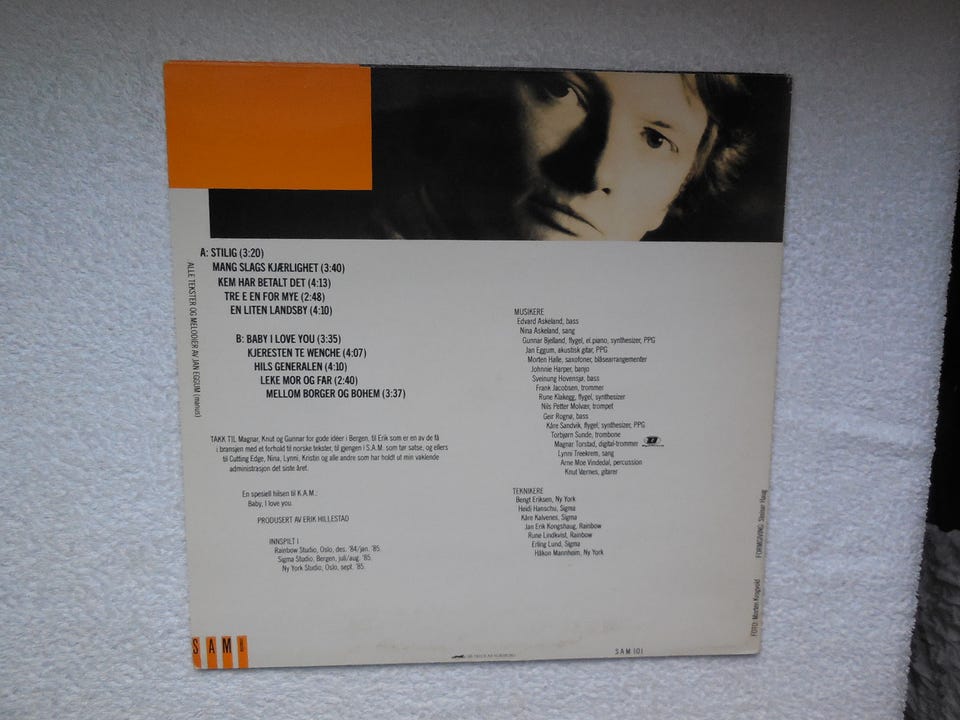 A: STILIG (3:20)
MANG SLAGS KJÆRLIGHET (3:40)
KEM HAR BETALT DET (4:13)
TRE E EN FOR MYE (2:48)
EN LITEN LANDSBY (4:10)
B: BABY I LOVE YOU (3:35)
KJERESTEN TE WENCHE (4:07)
HILS GENERALEN (4:10)
LEKE MOR OG FAR (2:40)
MELLOM BORGER OG BOHEM (3:37)
ALLE TEKSTER OG MELODIER AV JAN EGGUM (manus)
TAKK TIL Magnar, Knut og Gunnar for gode idéer i Bergen, til Erik som er en av de få
i bransjen med et forhold til norske tekster, til gjengen i S.A.M. som tør satse, og ellers
til Cutting Edge, Nina, Lynni, Kristin og alle andre som har holdt ut min vaklende
administrasjon det siste året.
En spesiell hilsen til K.A.M.:
Baby, I love you.
PRODUSERT AV ERIK HILLESTAD
INNSPILT I
Rainbow Studio, Oslo, des. '84/jan. '85.
Sigma Studio, Bergen, juli/aug. '85.
Ny York Studio, Oslo, sept. '85.
MUSIKERE
Edvard Askeland, bass
Nina Askeland, sang
Gunnar Bjelland, flygel, el.piano, synthesizer, PPG
Jan Eggum, akustisk gitar, PPG
Morten Halle, saxofoner, blåsearrangementer
Johnnie Harper, banjo
Sveinung Hovensjø, bass
Frank Jacobsen, trommer
Rune Klakegg, flygel, synthesizer
Nils Petter Molvær, trompet
Geir Rognø, bass
Kåre Sandvik, flygel, synthesizer, PPG
Torbjørn Sunde, trombone
Magnar Torstad, digital-trommer
Lynni Treekrem, sang
Arne Moe Vindedal, percussion
Knut Værnes, gitarer
TEKNIKERE
Bengt Eriksen, Ny York
Heidi Hanschu, Sigma
Kåre Kalvenes, Sigma
Jan Erik Kongshaug, Rainbow
Rune Lindkvist, Rainbow
Erling Lund, Sigma
Håkon Mannheim, Ny York
FOTO: Morten Krogvold
FORMGIVING: Steinar Haug
SAM
SAM 101